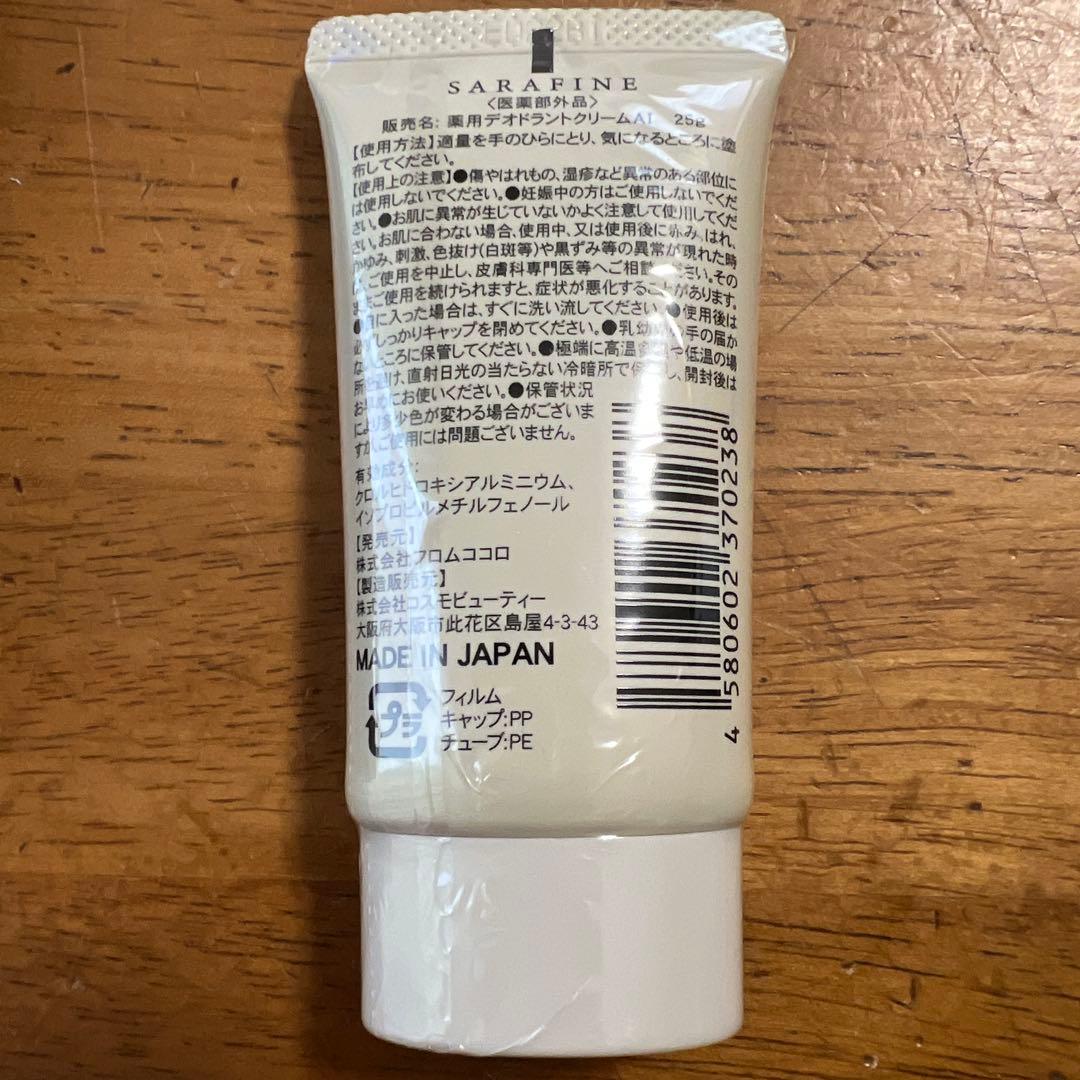 SARAFINE
〈医薬部外品〉
販売名: 薬用デオドラントクリームA1 25g
【使用方法】適量を手のひらにとり、気になるところに塗
布してください。
【使用上の注意】●傷やはれもの、湿疹など異常のある部位に
は使用しないでください。●妊娠中の方はご使用しないでくだ
さい。●お肌に異常が生じていないかよく注意して使用してくだ
さい。お肌に合わない場合、使用中、又は使用後に赤み、はれ、
かゆみ、刺激、色抜け(白斑等)や黒ずみ等の異常が現れた時
は、ご使用を中止し、皮膚科専門医等へご相談ください。その
ままご使用を続けられますと、症状が悪化することがあります。
●目に入った場合は、すぐに洗い流してください。●使用後は
必ずしっかりキャップを閉めてください。●乳幼児の手の届か
ないところに保管してください。●極端に高温多湿や低温の場
所を避け、直射日光の当たらない冷暗所で保管し、開封後は
お早めにお使いください。●保管状況
により多少色が変わる場合がございま
すが、ご使用には問題ございません。
有効成分:
クロルヒドロキシアルミニウム、
イソプロピルメチルフェノール
【発売元】
株式会社フロムココロ
【製造販売元】
株式会社コスモビューティー
大阪府大阪市此花区島屋4-3-43
MADE IN JAPAN
プラ
フィルム
キャップ:PP
チューブ:PE
4 580602 370238